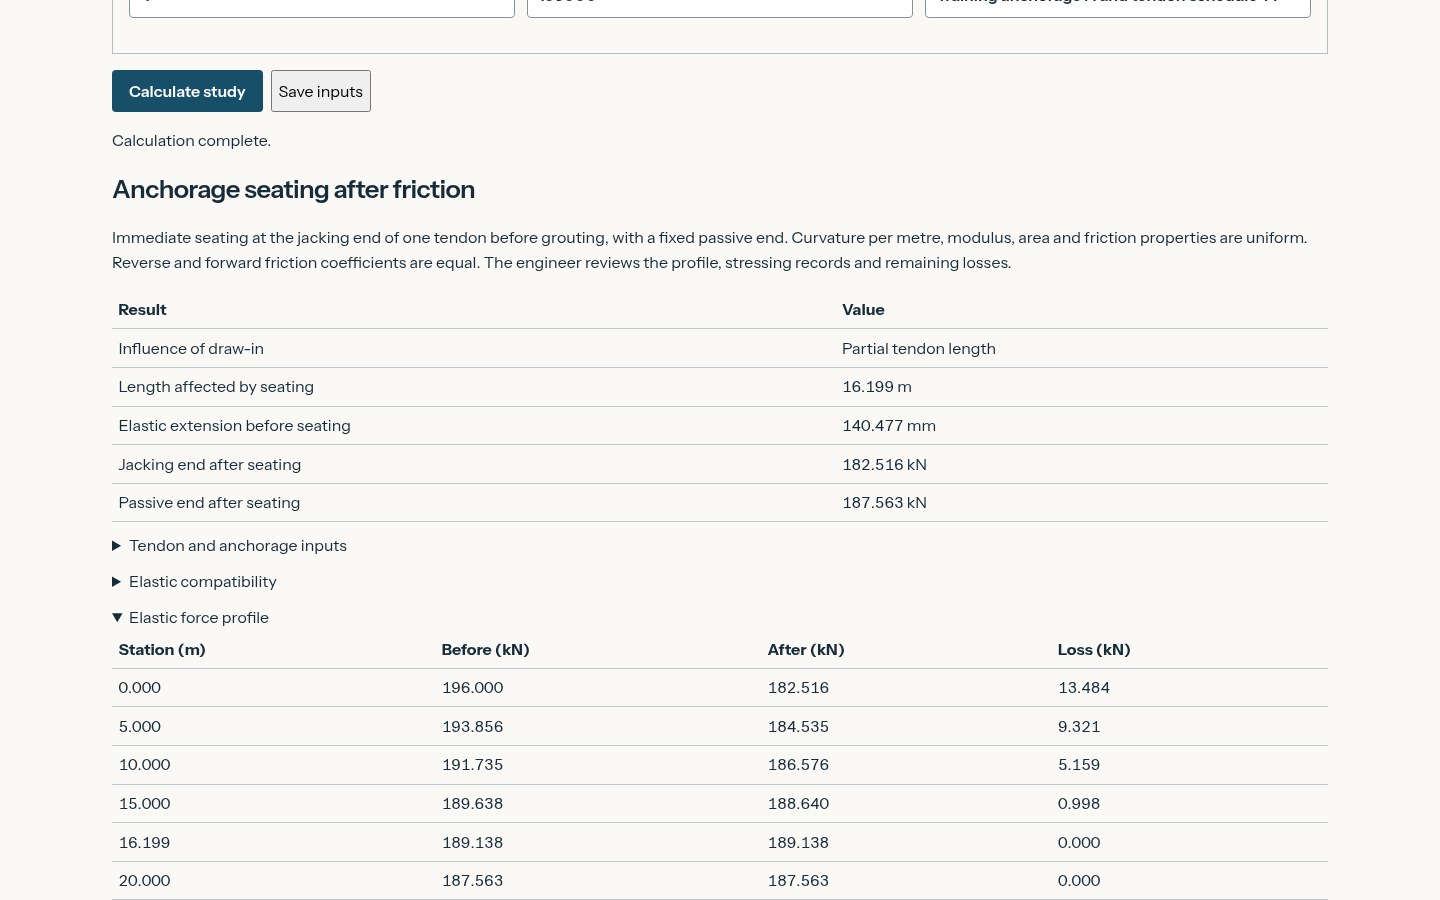 Calculate study
Save inputs
Calculation complete.
Anchorage seating after friction
Immediate seating at the jacking end of one tendon before grouting, with a fixed passive end. Curvature per metre, modulus, area and friction properties are uniform.
Reverse and forward friction coefficients are equal. The engineer reviews the profile, stressing records and remaining losses.
Result Value
Influence of draw-in Partial tendon length
Length affected by seating 16.199 m
Elastic extension before seating 140.477 mm
Jacking end after seating 182.516 kN
Passive end after seating 187.563 kN
Tendon and anchorage inputs
Elastic compatibility
Elastic force profile
Station (m) Before (kN) After (kN) Loss (kN)
0.000 196.000 182.516 13.484
5.000 193.856 184.535 9.321
10.000 191.735 186.576 5.159
15.000 189.638 188.640 0.998
16.199 189.138 189.138 0.000
20.000 187.563 187.563 0.000